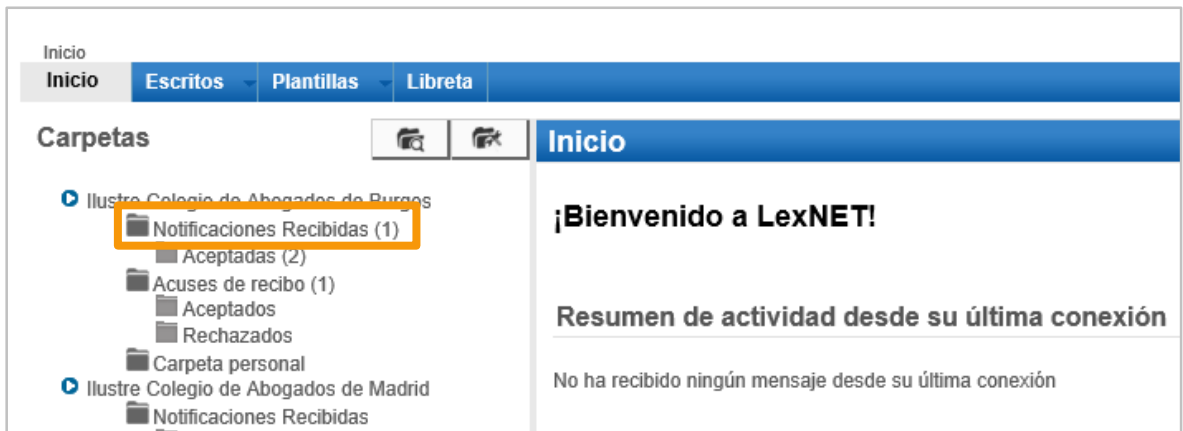 Inicio
Inicio Escritos Plantillas Libreta
Carpetas
Ilustre Colegio de Abogados de Burgos
Notificaciones Recibidas (1)
Aceptadas (2)
Acuses de recibo (1)
Aceptados
Rechazados
Carpeta personal
Ilustre Colegio de Abogados de Madrid
Notificaciones Recibidas
Inicio
¡Bienvenido a LexNET!
Resumen de actividad desde su última conexión
No ha recibido ningún mensaje desde su última conexión